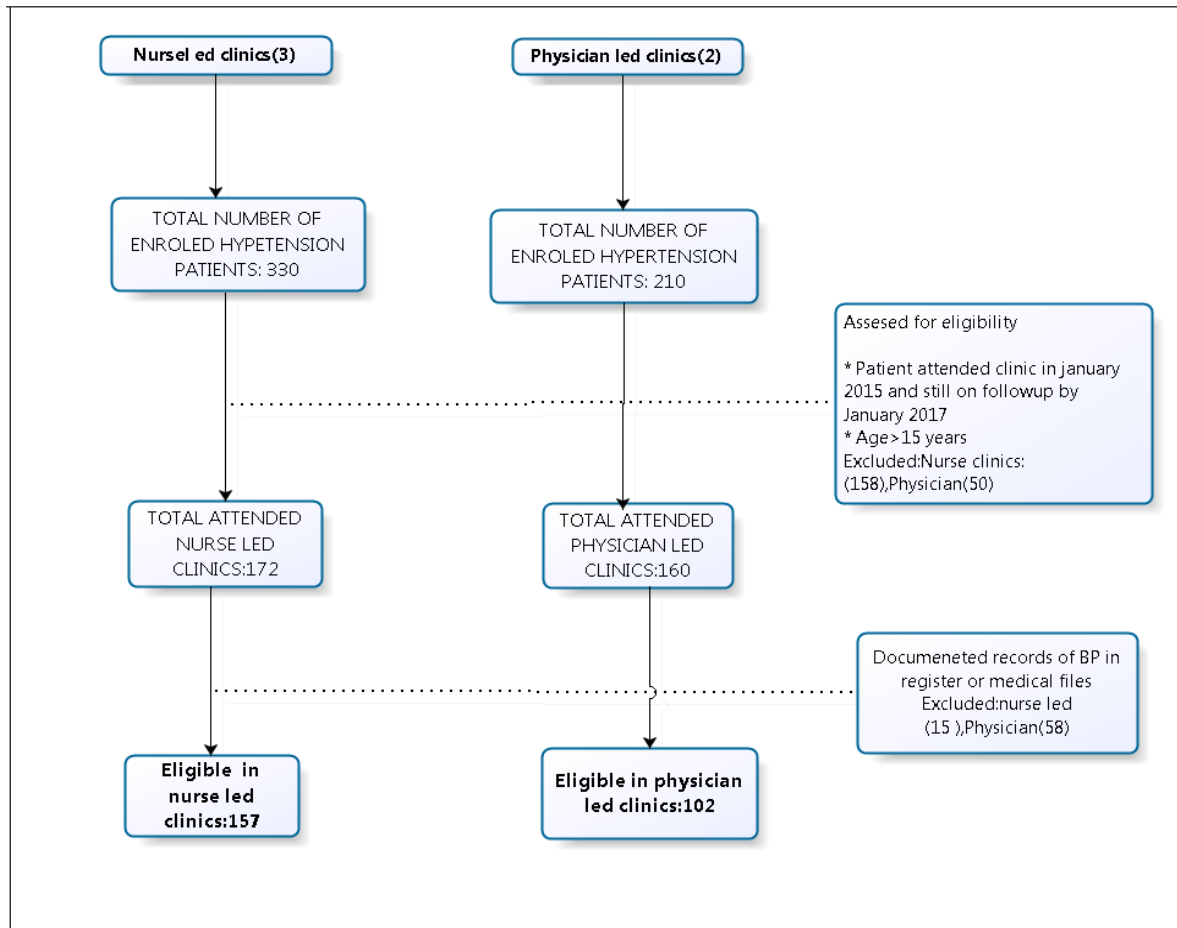 Nursel ed clinics(3)
Physician led clinics(2)
TOTAL NUMBER OF
ENROLED HYPETENSION
PATIENTS: 330
TOTAL NUMBER OF
ENROLED HYPERTENSION
PATIENTS: 210
Assesed for eligibility
* Patient attended clinic in january
2015 and still on followup by
January 2017
* Age>15 years
Excluded:Nurse clinics:
(158),Physician(50)
TOTAL ATTENDED
NURSE LED
CLINICS:172
TOTAL ATTENDED
PHYSICIAN LED
CLINICS:160
Documeneted records of BP in
register or medical files
Excluded:nurse led
(15 ),Physician(58)
Eligible in
nurse led
clinics:157
Eligible in physician
led clinics:102